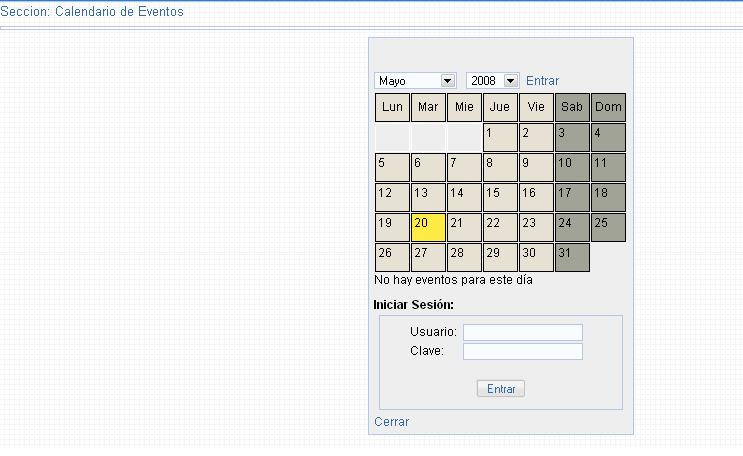 Seccion: Calendario de Eventos
Mayo 2008 Entrar
Lun Mar Mie Jue Vie Sab Dom
1 2 3 4
5 6 7 8 9 10 11
12 13 14 15 16 17 18
19 20 21 22 23 24 25
26 27 28 29 30 31
No hay eventos para este día
Iniciar Sesión:
Usuario:
Clave:
Entrar
Cerrar